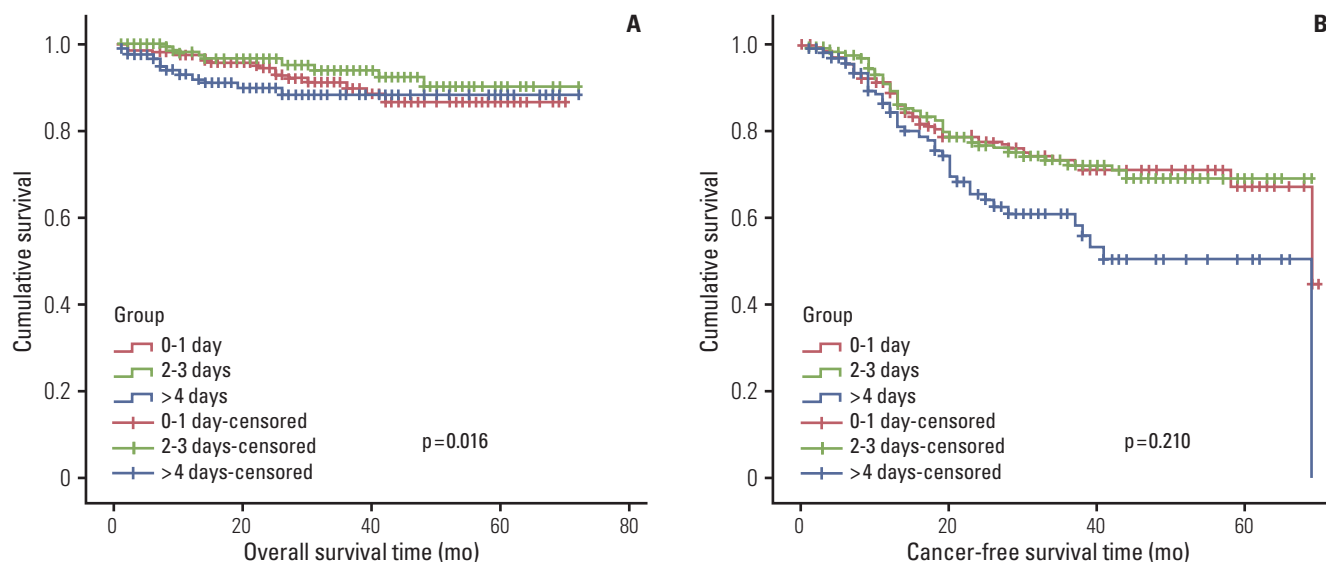 A
1.0
0.8
0.6
0.4
0.2
0
Cumulative survival
Group
0-1 day
2-3 days
>4 days
0-1 day-censored
2-3 days-censored
>4 days-censored
p=0.016
0 20 40 60 80
Overall survival time (mo)
B
1.0
0.8
0.6
0.4
0.2
0
Cumulative survival
Group
0-1 day
2-3 days
>4 days
0-1 day-censored
2-3 days-censored
>4 days-censored
p=0.210
0 20 40 60
Cancer-free survival time (mo)